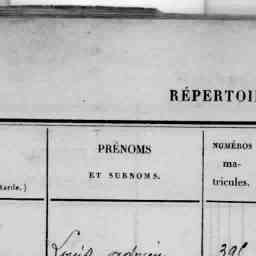 RÉPERTOI
PRÉNOMS
ET SURNOMS.
NUMÉROS
ma-
tricules.
tarde.)
Louis